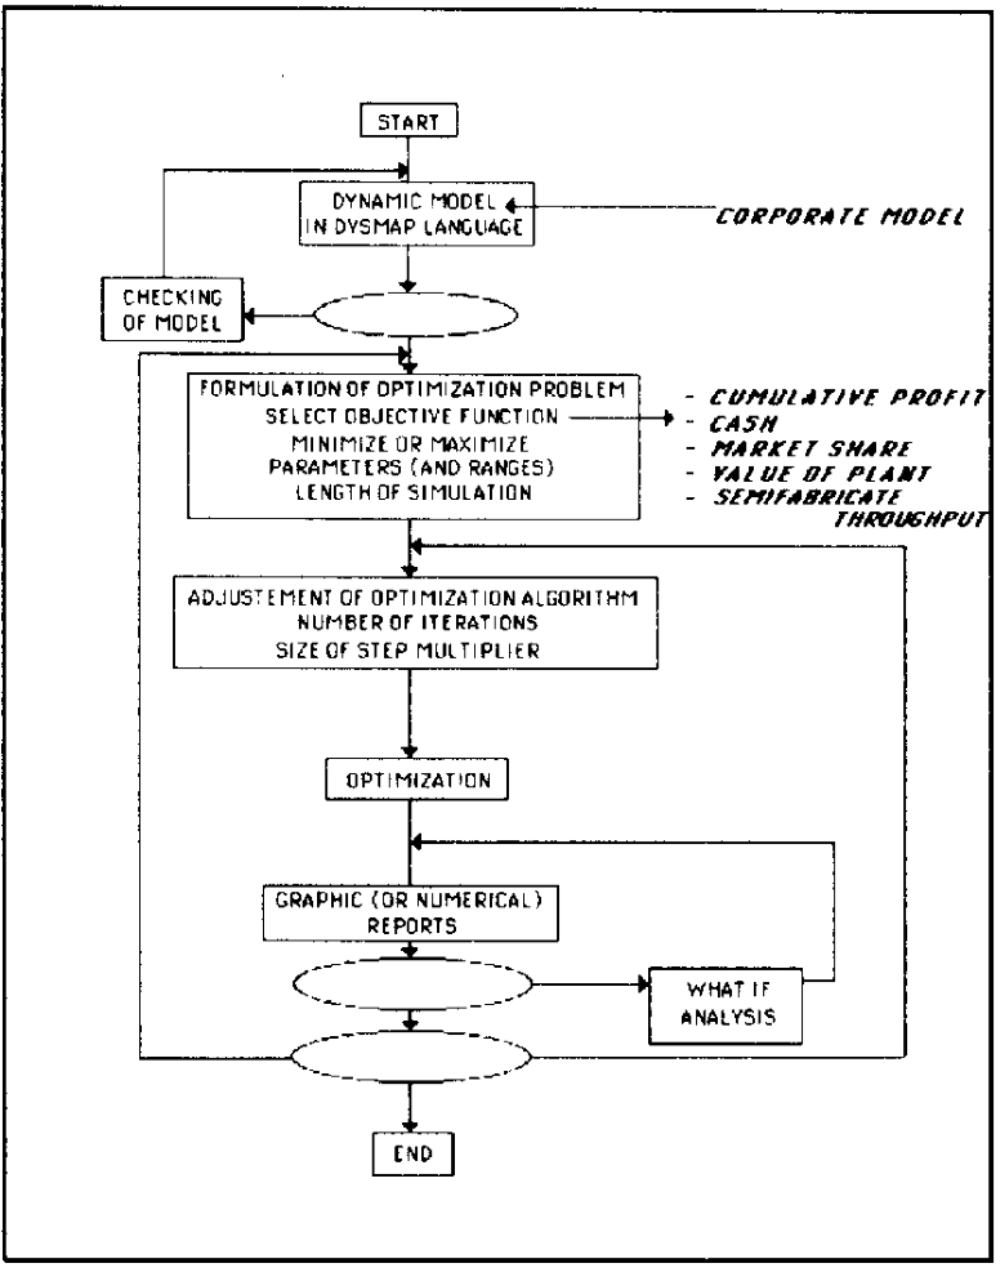 START
DYNAMIC MODEL
IN DYSMAP LANGUAGE
CORPORATE MODEL
CHECKING
OF MODEL
FORMULATION OF OPTIMIZATION PROBLEM
SELECT OBJECTIVE FUNCTION
MINIMIZE OR MAXIMIZE
PARAMETERS (AND RANGES)
LENGTH OF SIMULATION
- CUMULATIVE PROFIT
- CASH
- MARKET SHARE
- VALUE OF PLANT
- SEMIFABRICATE
THROUGHPUT
ADJUSTEMENT OF OPTIMIZATION ALGORITHM
NUMBER OF ITERATIONS
SIZE OF STEP MULTIPLIER
OPTIMIZATION
GRAPHIC (OR NUMERICAL)
REPORTS
WHAT IF
ANALYSIS
END